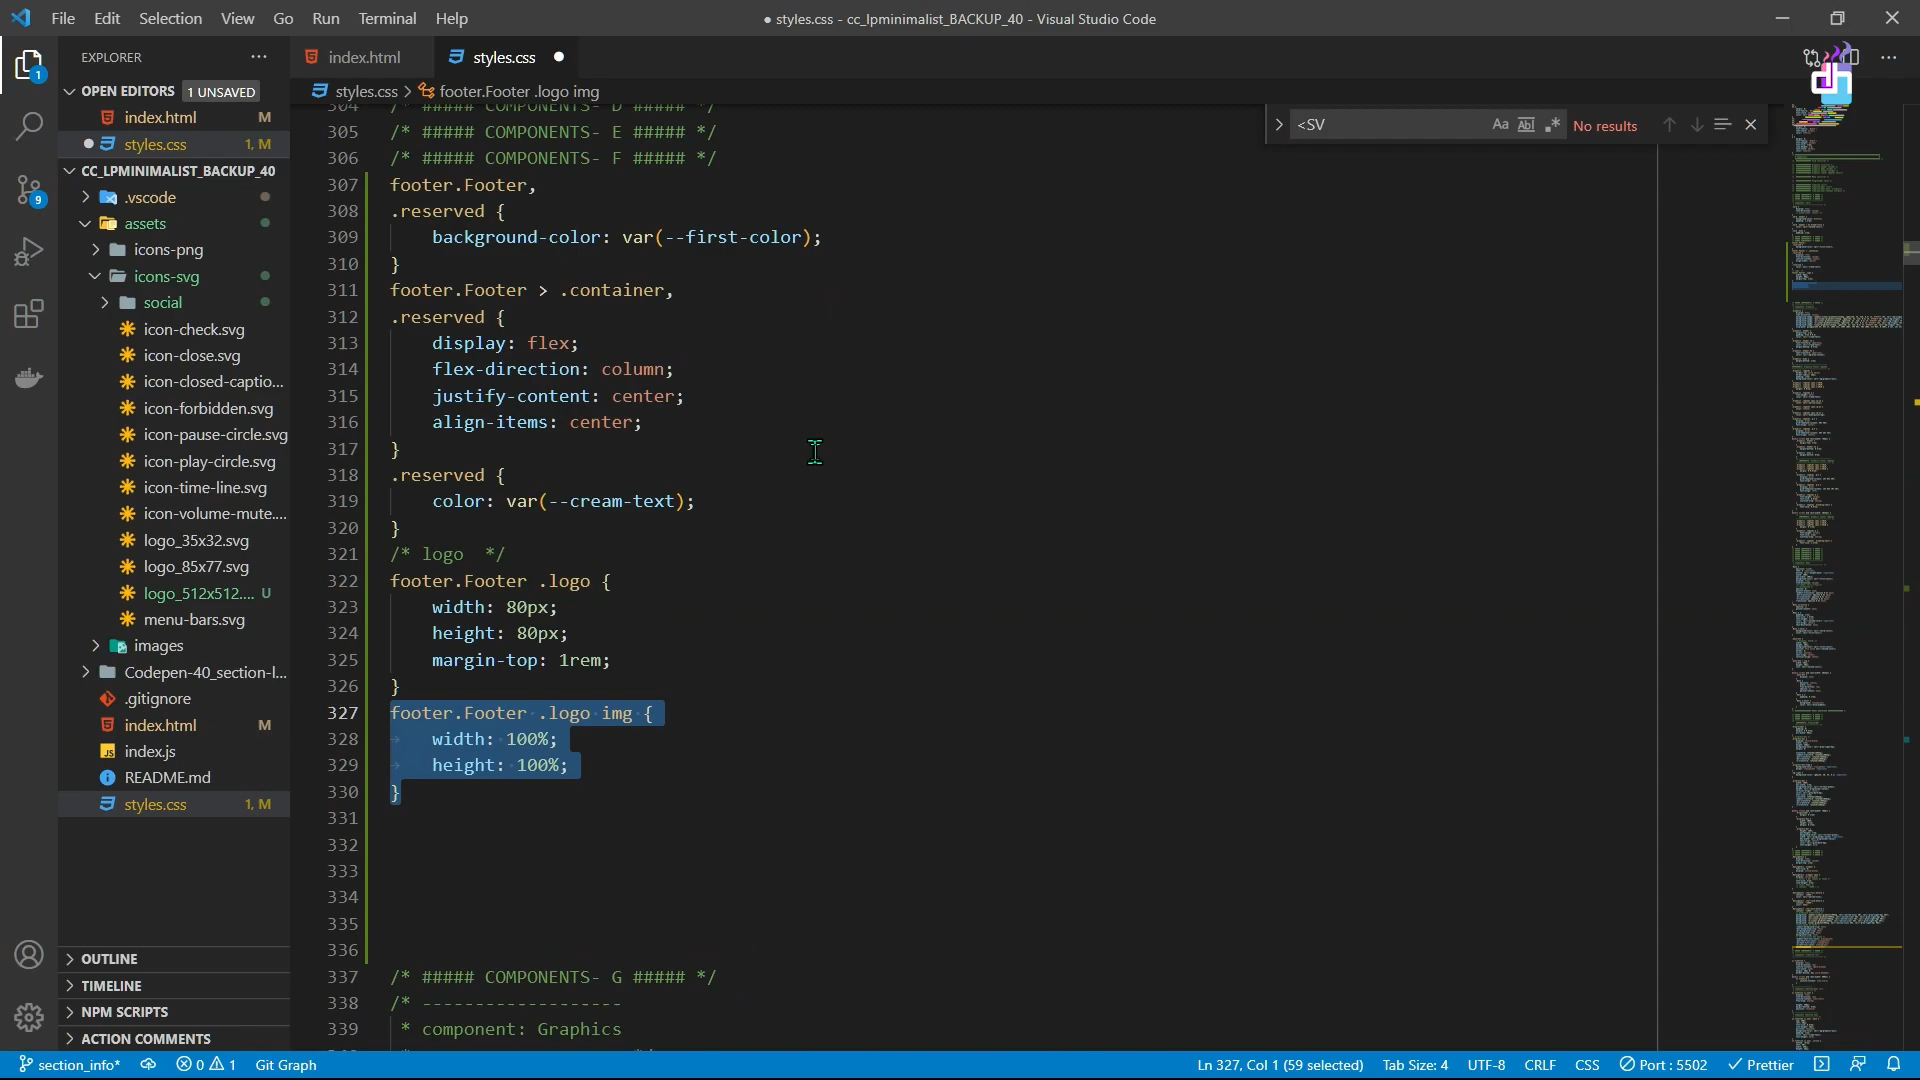 File Edit Selection View Go Run Terminal Help
● styles.css - cc_lpminimalist_BACKUP_40 - Visual Studio Code
EXPLORER
OPEN EDITORS 1 UNSAVED
index.html M
styles.css 1, M
CC_LPMINIMALIST_BACKUP_40
.vscode
assets
icons-png
icons-svg
social
icon-check.svg
icon-close.svg
icon-closed-captio...
icon-forbidden.svg
icon-pause-circle.svg
icon-play-circle.svg
icon-time-line.svg
icon-volume-mute....
logo_35x32.svg
logo_85x77.svg
logo_512x512.... U
menu-bars.svg
images
Codepen-40_section-l...
.gitignore
index.html M
index.js
README.md
styles.css 1, M
OUTLINE
TIMELINE
NPM SCRIPTS
ACTION COMMENTS
1
9
index.html
styles.css
styles.css > footer.Footer .logo img
<SV
Aa
No results
304 /* ##### COMPONENTS- D ##### */
305 /* ##### COMPONENTS- E ##### */
306 /* ##### COMPONENTS- F ##### */
307 footer.Footer,
308 .reserved {
309 background-color: var(--first-color);
310 }
311 footer.Footer > .container,
312 .reserved {
313 display: flex;
314 flex-direction: column;
315 justify-content: center;
316 align-items: center;
317 }
318 .reserved {
319 color: var(--cream-text);
320 }
321 /* logo  */
322 footer.Footer .logo {
323 width: 80px;
324 height: 80px;
325 margin-top: 1rem;
326 }
327 footer.Footer .logo img {
328 width: 100%;
329 height: 100%;
330 }
331
332
333
334
335
336
337 /* ##### COMPONENTS- G ##### */
338 /* -------------------
339 * component: Graphics
section_info*
0 1
Git Graph
Ln 327, Col 1 (59 selected)
Tab Size: 4
UTF-8
CRLF
CSS
Port : 5502
Prettier